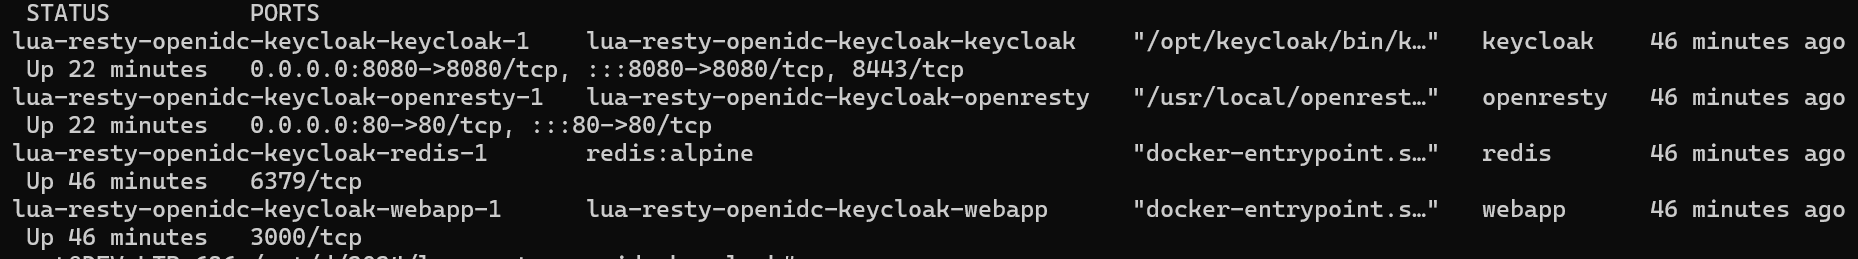 STATUS PORTS
lua-resty-openidc-keycloak-keycloak-1 lua-resty-openidc-keycloak-keycloak "/opt/keycloak/bin/k…" keycloak 46 minutes ago
Up 22 minutes 0.0.0.0:8080->8080/tcp, :::8080->8080/tcp, 8443/tcp
lua-resty-openidc-keycloak-openresty-1 lua-resty-openidc-keycloak-openresty "/usr/local/openrest…" openresty 46 minutes ago
Up 22 minutes 0.0.0.0:80->80/tcp, :::80->80/tcp
lua-resty-openidc-keycloak-redis-1 redis:alpine "docker-entrypoint.s…" redis 46 minutes ago
Up 46 minutes 6379/tcp
lua-resty-openidc-keycloak-webapp-1 lua-resty-openidc-keycloak-webapp "docker-entrypoint.s…" webapp 46 minutes ago
Up 46 minutes 3000/tcp